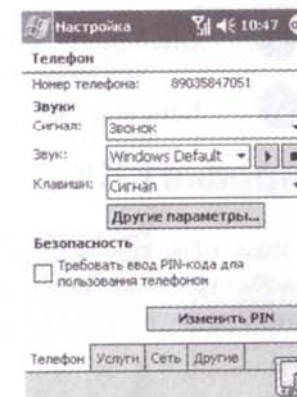 Настройка 10:47
Телефон
Номер телефона: 89035847051
Звуки
Сигнал: Звонок
Звук: Windows Default
Клавиши: Сигнал
Другие параметры...
Безопасность
Требовать ввод PIN-кода для
пользования телефоном
Изменить PIN
Телефон Услуги Сеть Другие